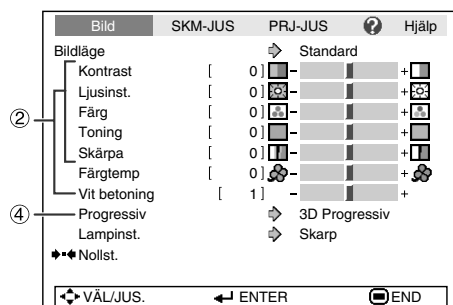 Bild SKM-JUS PRJ-JUS ? Hjälp
Bildläge Standard
Kontrast [ 0] - +
Ljusinst. [ 0] - +
Färg [ 0] - +
② Toning [ 0] - +
Skärpa [ 0] - +
Färgtemp [ 0] - +
Vit betoning [ 1] - +
④ Progressiv 3D Progressiv
Lampinst. Skarp
Nollst.
VÄL/JUS. ENTER END